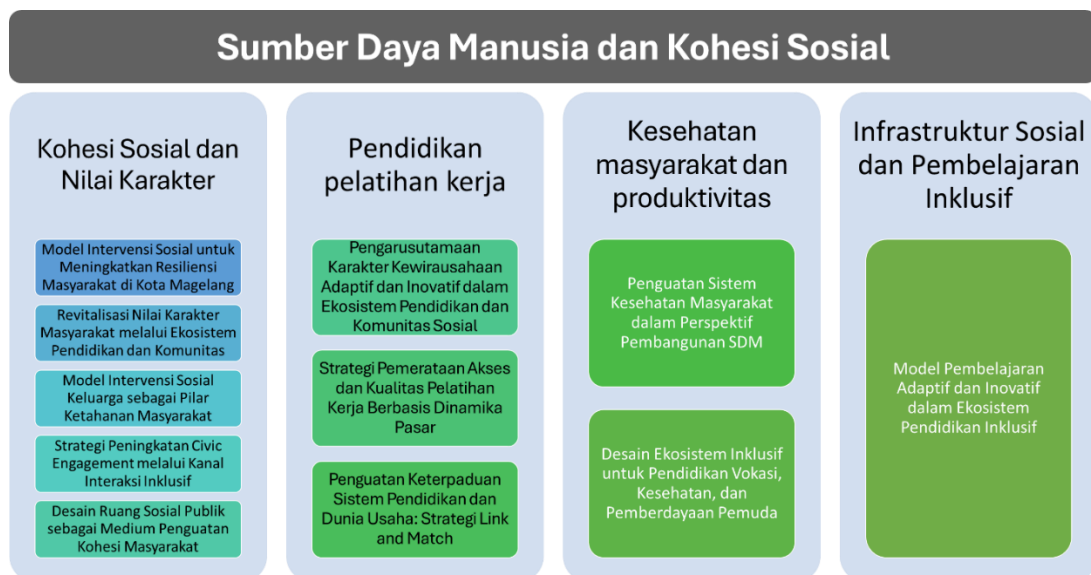 Sumber Daya Manusia dan Kohesi Sosial
Kohesi Sosial dan
Nilai Karakter
Model Intervensi Sosial untuk
Meningkatkan Resiliensi
Masyarakat di Kota Magelang
Revitalisasi Nilai Karakter
Masyarakat melalui Ekosistem
Pendidikan dan Komunitas
Model Intervensi Sosial
Keluarga sebagai Pilar
Ketahanan Masyarakat
Strategi Peningkatan Civic
Engagement melalui Kanal
Interaksi Inklusif
Desain Ruang Sosial Publik
sebagai Medium Penguatan
Kohesi Masyarakat
Pendidikan
pelatihan kerja
Pengarusutamaan
Karakter Kewirausahaan
Adaptif dan Inovatif dalam
Ekosistem Pendidikan dan
Komunitas Sosial
Strategi Pemerataan Akses
dan Kualitas Pelatihan
Kerja Berbasis Dinamika
Pasar
Penguatan Keterpaduan
Sistem Pendidikan dan
Dunia Usaha: Strategi Link
and Match
Kesehatan
masyarakat dan
produktivitas
Penguatan Sistem
Kesehatan Masyarakat
dalam Perspektif
Pembangunan SDM
Desain Ekosistem Inklusif
untuk Pendidikan Vokasi,
Kesehatan, dan
Pemberdayaan Pemuda
Infrastruktur Sosial
dan Pembelajaran
Inklusif
Model Pembelajaran
Adaptif dan Inovatif
dalam Ekosistem
Pendidikan Inklusif